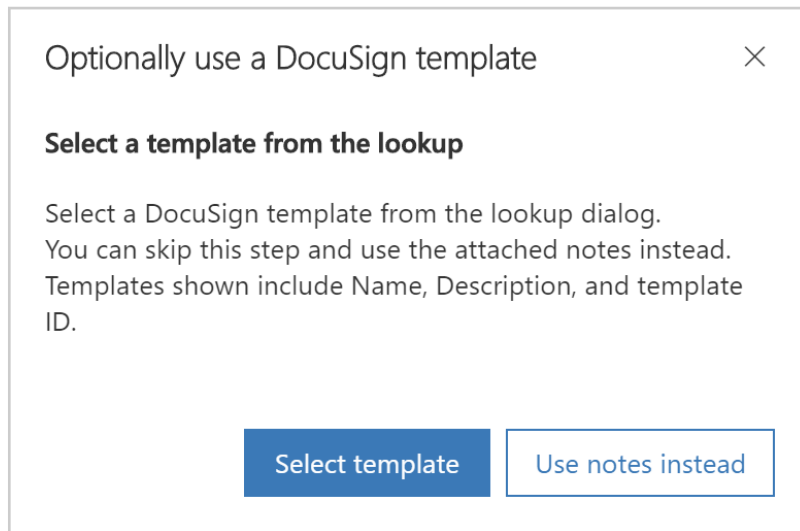 Optionally use a DocuSign template
Select a template from the lookup
Select a DocuSign template from the lookup dialog.
You can skip this step and use the attached notes instead.
Templates shown include Name, Description, and template
ID.
Select template
Use notes instead